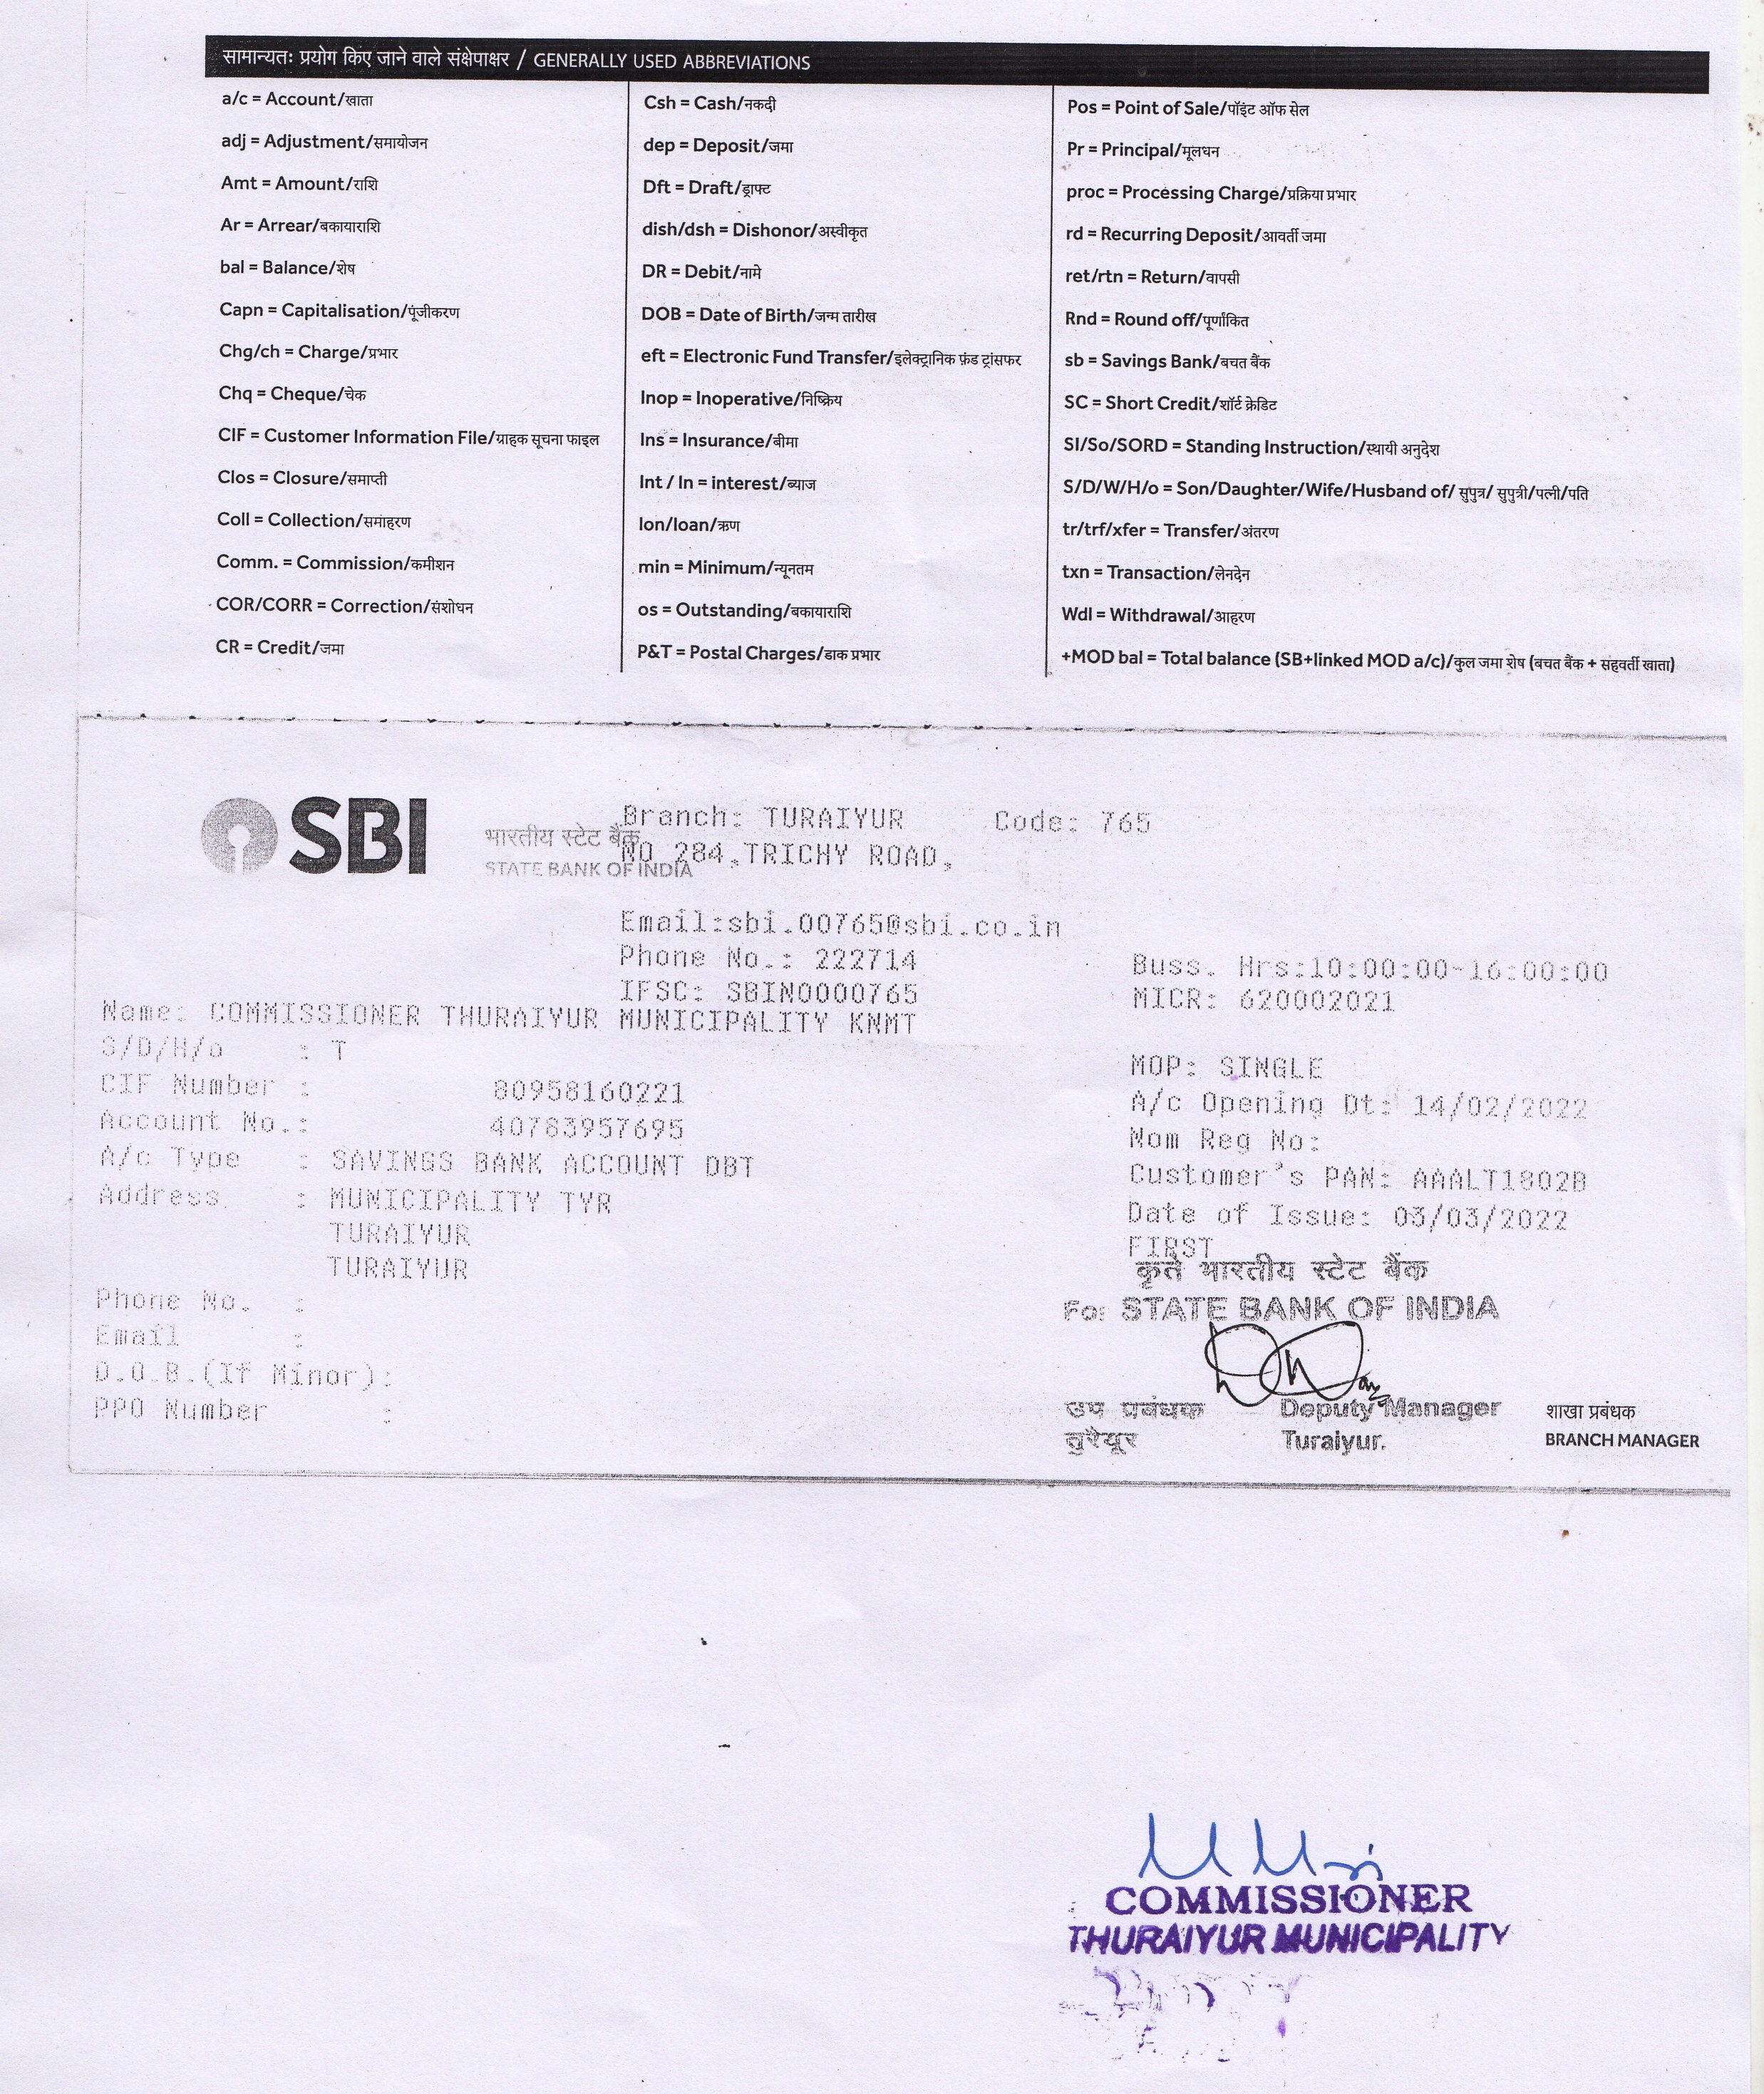 सामान्यतः प्रयोग किए जाने वाले संक्षेपाक्षर / GENERALLY USED ABBREVIATIONS
a/c = Account/खाता
adj = Adjustment/समायोजन
Amt = Amount/राशि
Ar = Arrear/बकायाराशि
bal = Balance/शेष
Capn = Capitalisation/पूंजीकरण
Chg/ch = Charge/प्रभार
Chq = Cheque/चेक
CIF = Customer Information File/ग्राहक सूचना फाइल
Clos = Closure/समाप्ती
Coll = Collection/समाहरण
Comm. = Commission/कमीशन
COR/CORR = Correction/संशोधन
CR = Credit/जमा
Csh = Cash/नकदी
dep = Deposit/जमा
Dft = Draft/ड्राफ्ट
dish/dsh = Dishonor/अस्वीकृत
DR = Debit/नामे
DOB = Date of Birth/जन्म तारीख
eft = Electronic Fund Transfer/इलेक्ट्रानिक फ़ंड ट्रांसफर
Inop = Inoperative/निष्क्रिय
Ins = Insurance/बीमा
Int / In = interest/ब्याज
lon/loan/ऋण
min = Minimum/न्यूनतम
os = Outstanding/बकायाराशि
P&T = Postal Charges/डाक प्रभार
Pos = Point of Sale/पॉइंट ऑफ सेल
Pr = Principal/मूलधन
proc = Processing Charge/प्रक्रिया प्रभार
rd = Recurring Deposit/आवर्ती जमा
ret/rtn = Return/वापसी
Rnd = Round off/पूर्णांकित
sb = Savings Bank/बचत बैंक
SC = Short Credit/शॉर्ट क्रेडिट
SI/So/SORD = Standing Instruction/स्थायी अनुदेश
S/D/W/H/o = Son/Daughter/Wife/Husband of/ सुपुत्र/ सुपुत्री/पत्नी/पति
tr/trf/xfer = Transfer/अंतरण
txn = Transaction/लेनदेन
Wdl = Withdrawal/आहरण
+MOD bal = Total balance (SB+linked MOD a/c)/कुल जमा शेष (बचत बैंक + सहवर्ती खाता)
SBI
भारतीय स्टेट बैंक
STATE BANK OF INDIA
Branch: TURAIYUR Code: 765
NO 284,TRICHY ROAD,
Email:sbi.00765@sbi.co.in
Phone No.: 222714
IFSC: SBIN0000765
Buss. Hrs:10:00:00-16:00:00
MICR: 620002021
Name: COMMISSIONER THURAIYUR MUNICIPALITY KNMT
S/D/H/o : T
CIF Number : 80958160221
Account No.: 40783957695
A/c Type : SAVINGS BANK ACCOUNT DBT
Address : MUNICIPALITY TYR
TURAIYUR
TURAIYUR
Phone No. :
Email :
D.O.B.(If Minor):
PPO Number :
MOP: SINGLE
A/c Opening Dt: 14/02/2022
Nom Reg No:
Customer's PAN: AAALT1802B
Date of Issue: 03/03/2022
FIRST
कृते भारतीय स्टेट बैंक
For STATE BANK OF INDIA
उप प्रबंधक Deputy Manager
तुरैयूर Turaiyur.
शाखा प्रबंधक
BRANCH MANAGER
COMMISSIONER
THURAIYUR MUNICIPALITY